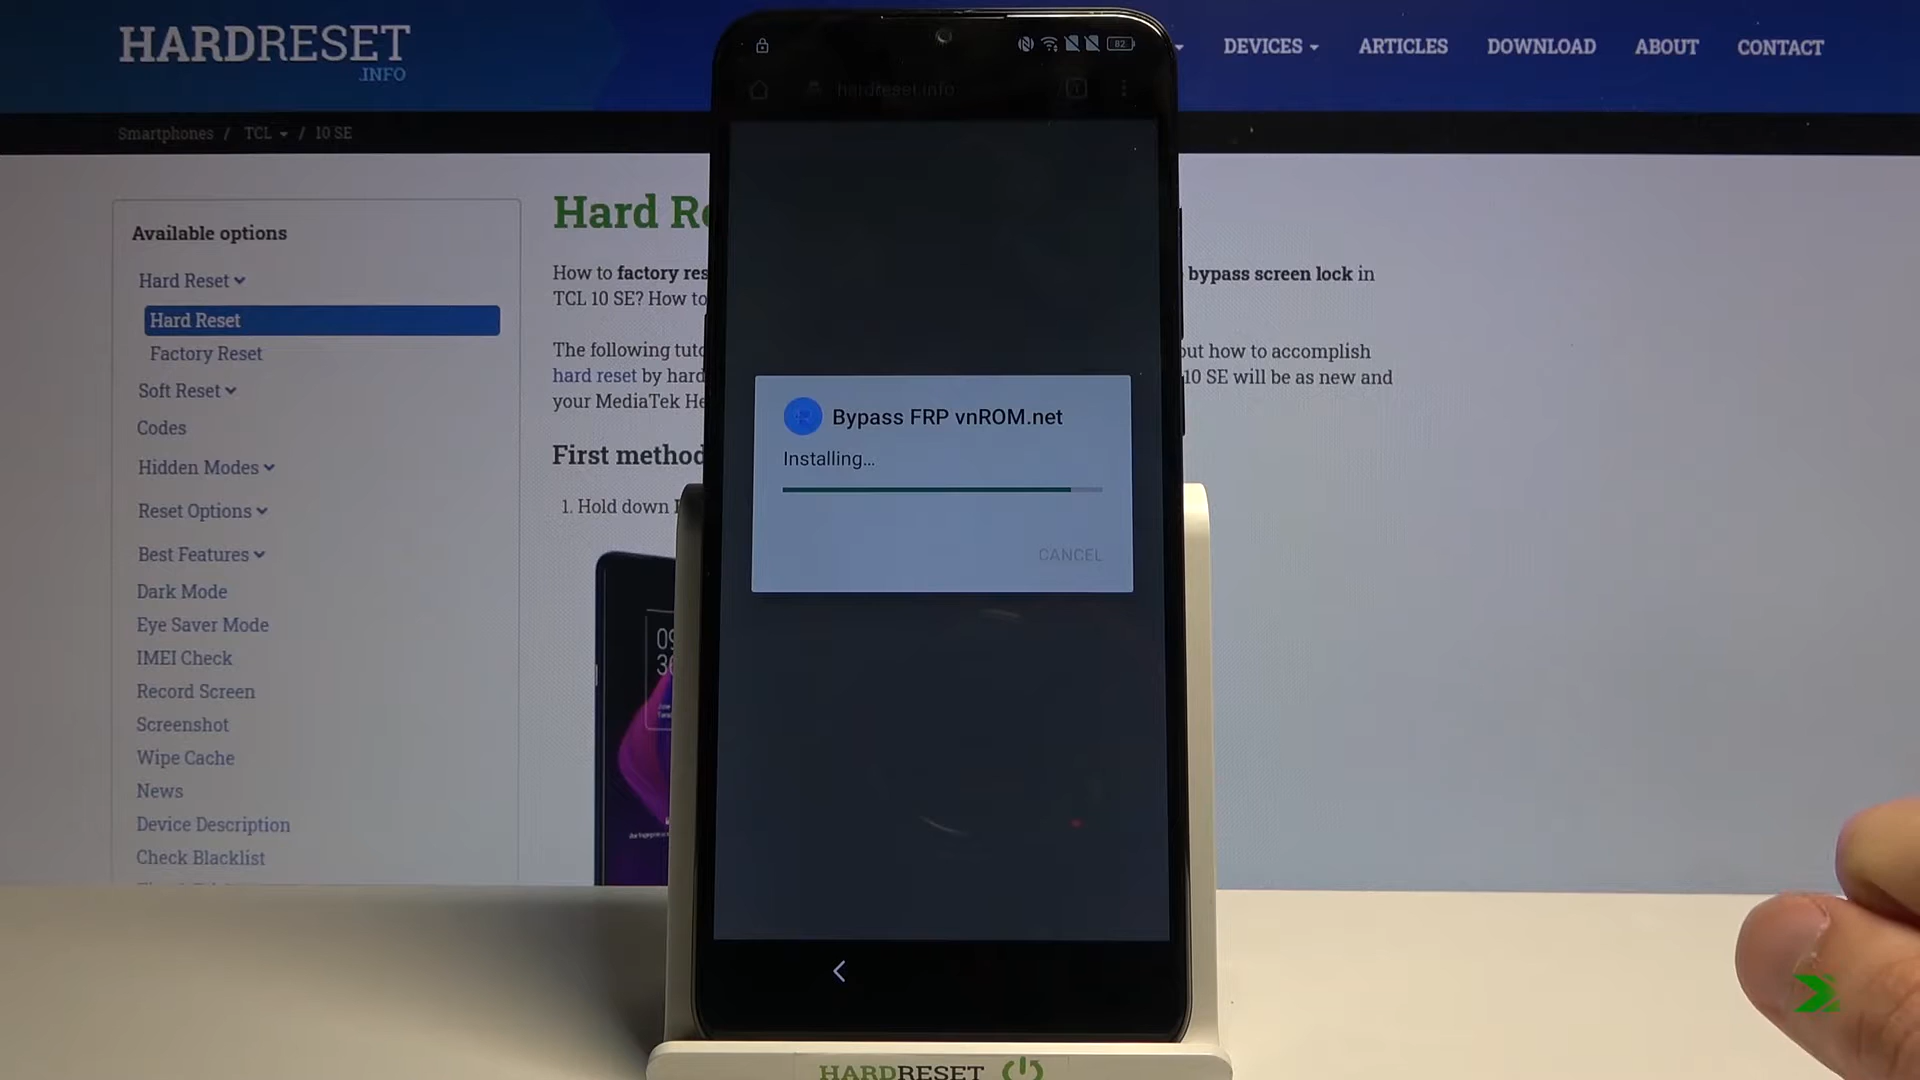 HARDRESET
.INFO
DEVICES
ARTICLES
DOWNLOAD
ABOUT
CONTACT
Smartphones / TCL / 10 SE
82
hardreset.info
Available options
Hard Reset
Hard Reset
Factory Reset
Soft Reset
Codes
Hidden Modes
Reset Options
Best Features
Dark Mode
Eye Saver Mode
IMEI Check
Record Screen
Screenshot
Wipe Cache
News
Device Description
Check Blacklist
Hard Re
How to factory res
bypass screen lock in
TCL 10 SE? How to
The following tuto
out how to accomplish
hard reset by hard
10 SE will be as new and
your MediaTek He
First method
1. Hold down
Bypass FRP vnROM.net
Installing...
CANCEL
HARDRESET